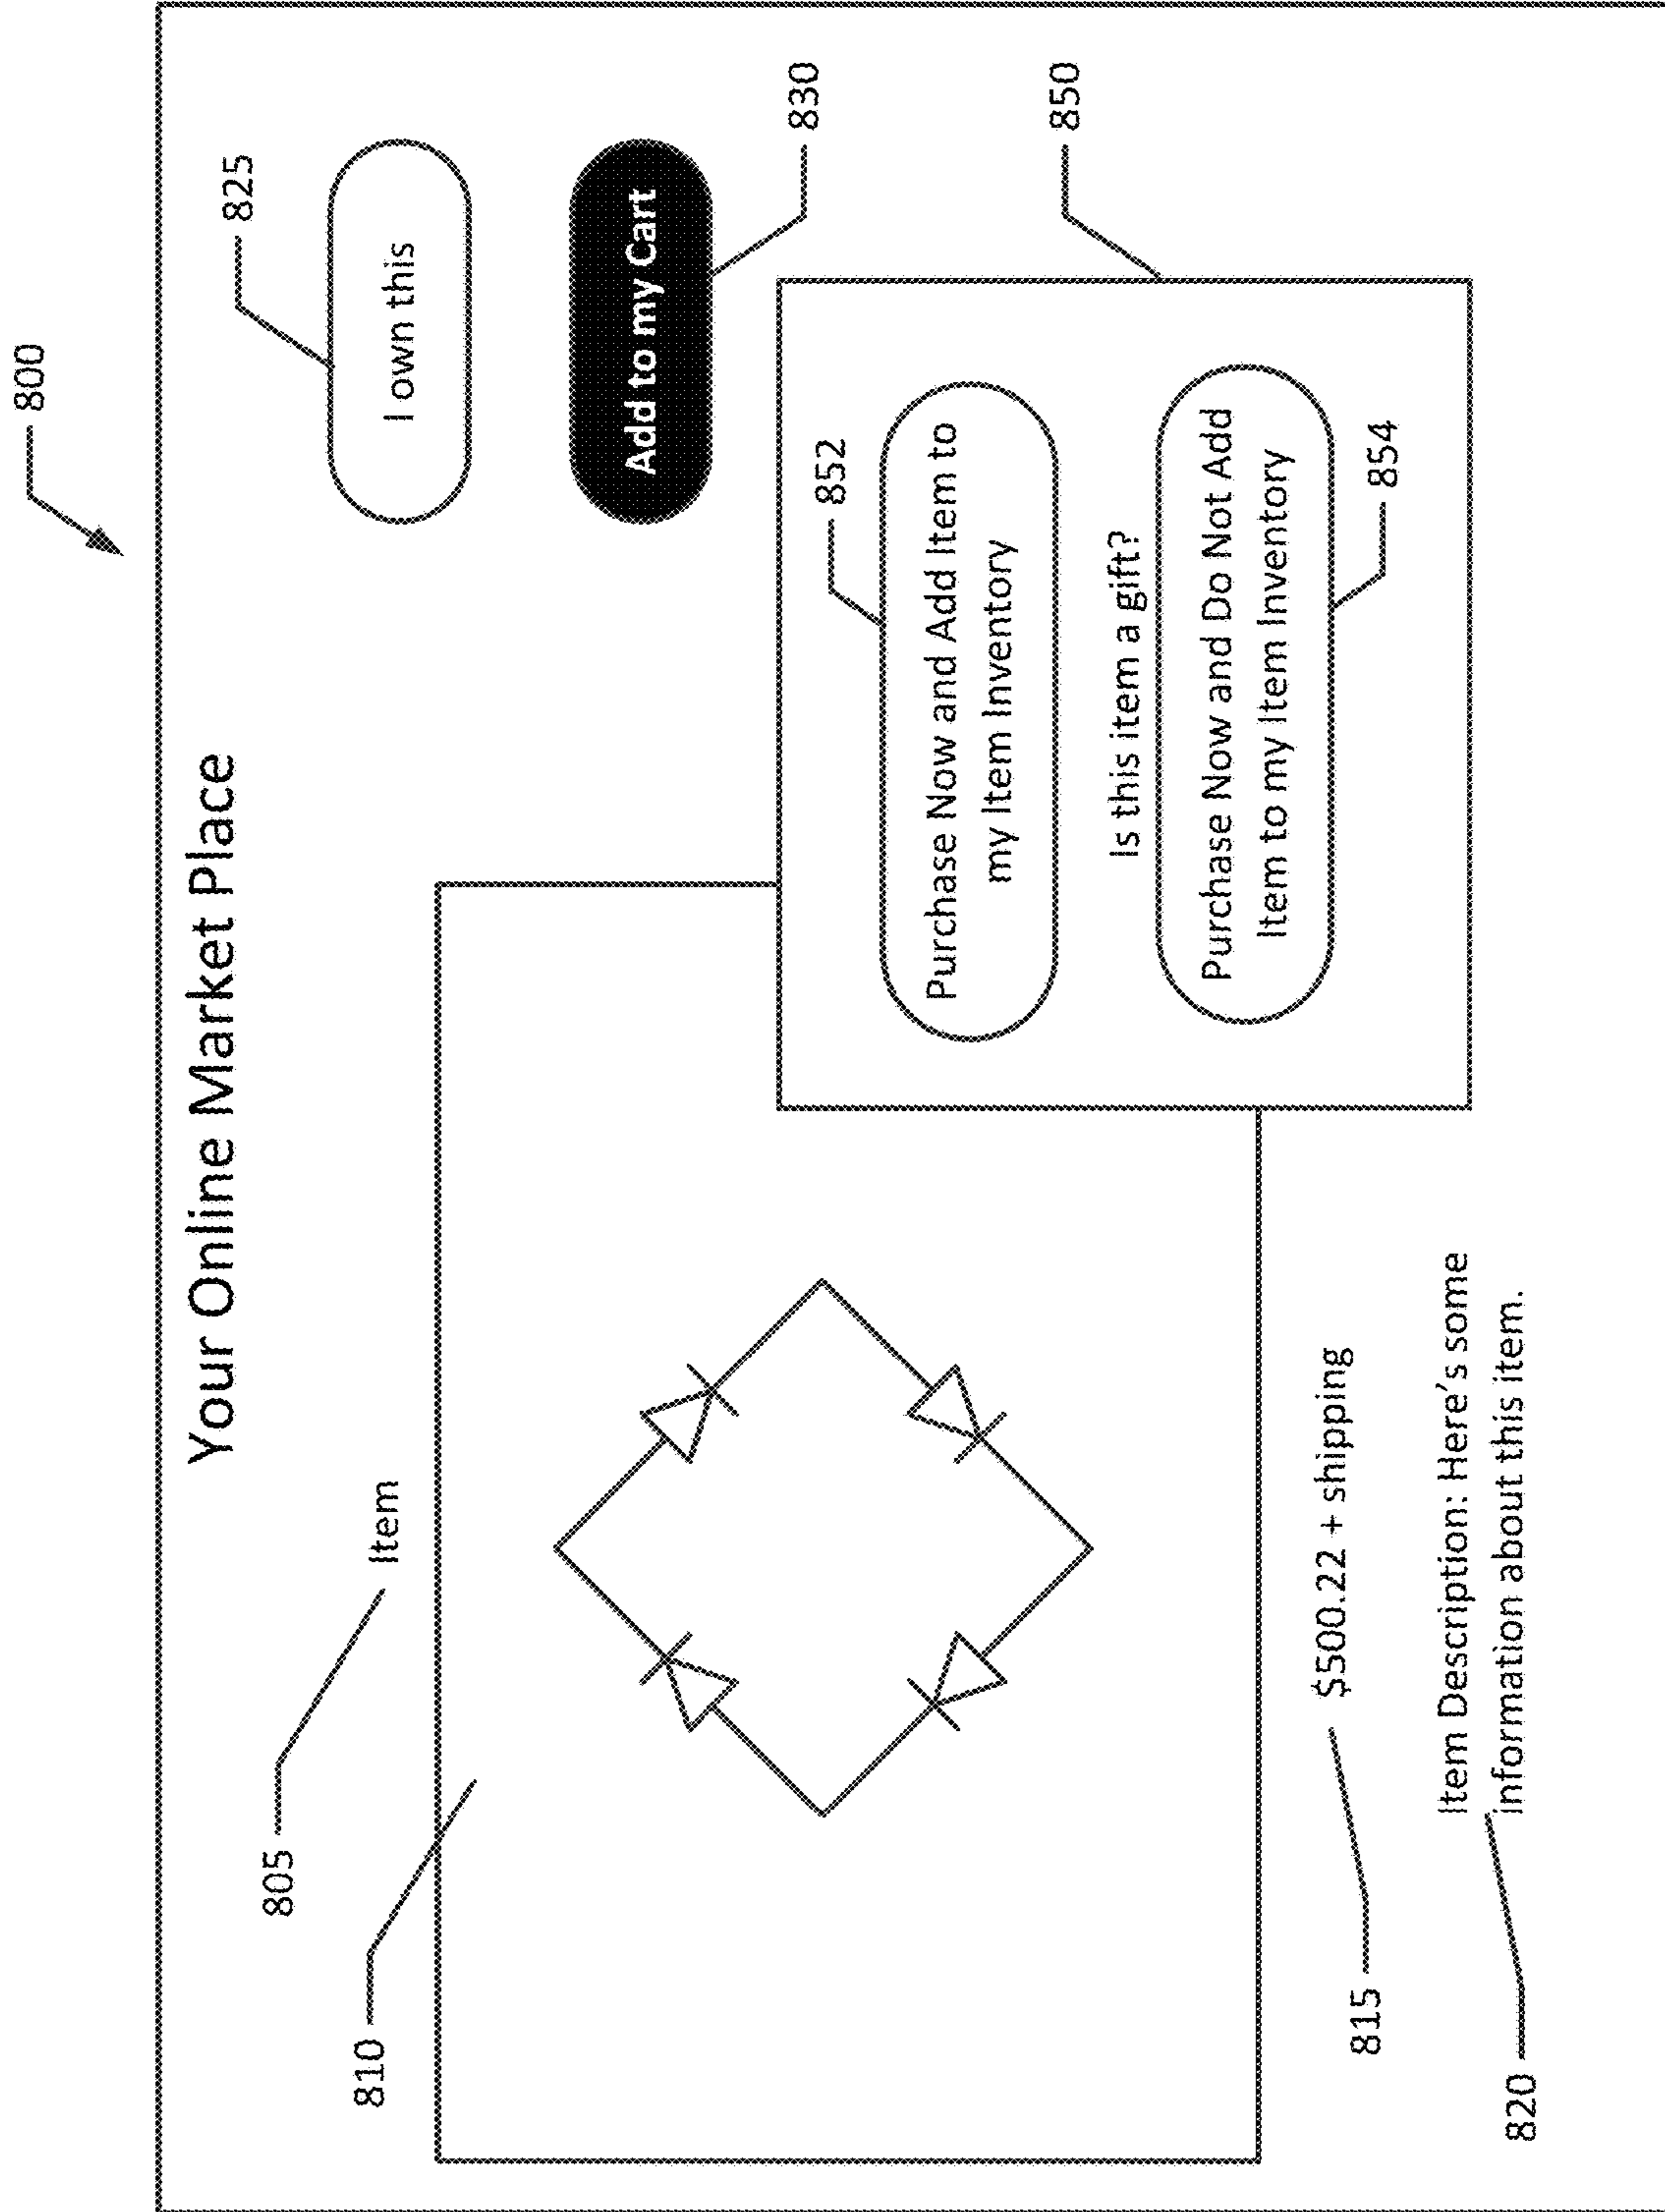 800
Your Online Market Place
805
Item
825
I own this
810
Add to my Cart
830
850
852
Purchase Now and Add Item to
my Item Inventory
Is this item a gift?
Purchase Now and Do Not Add
Item to my Item Inventory
854
815
$500.22 + shipping
820
Item Description: Here's some
information about this item.